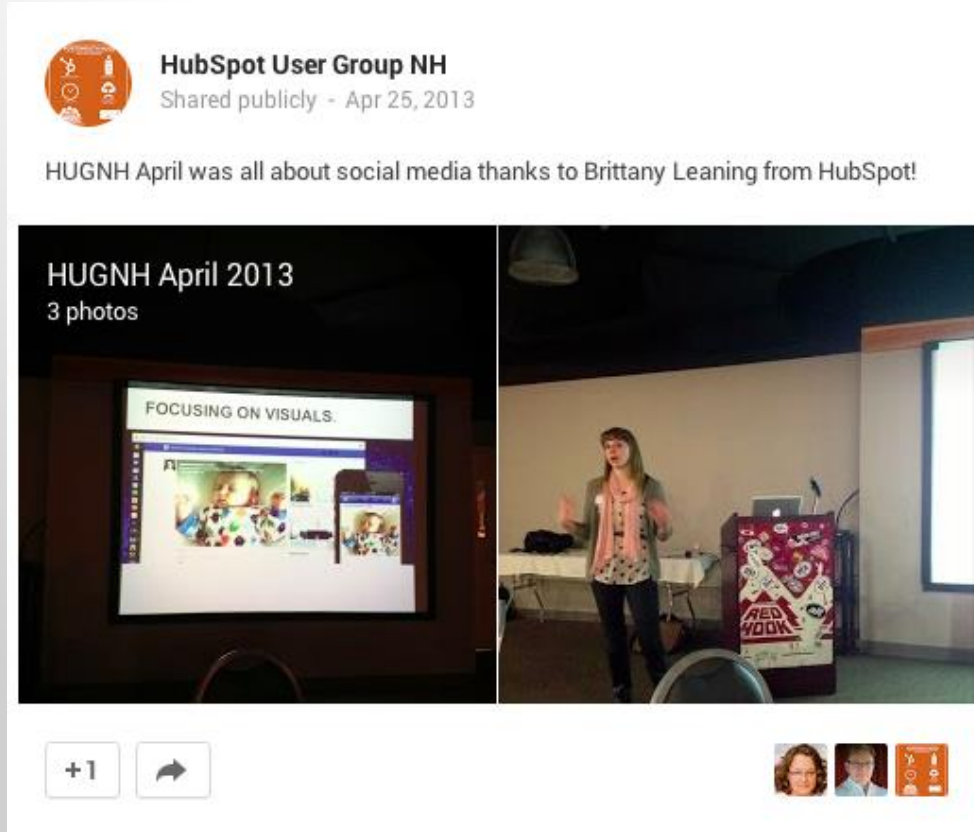 HubSpot User Group NH
Shared publicly - Apr 25, 2013
HUGNH April was all about social media thanks to Brittany Leaning from HubSpot!
HUGNH April 2013
3 photos
FOCUSING ON VISUALS.
RED
HOOK
+1